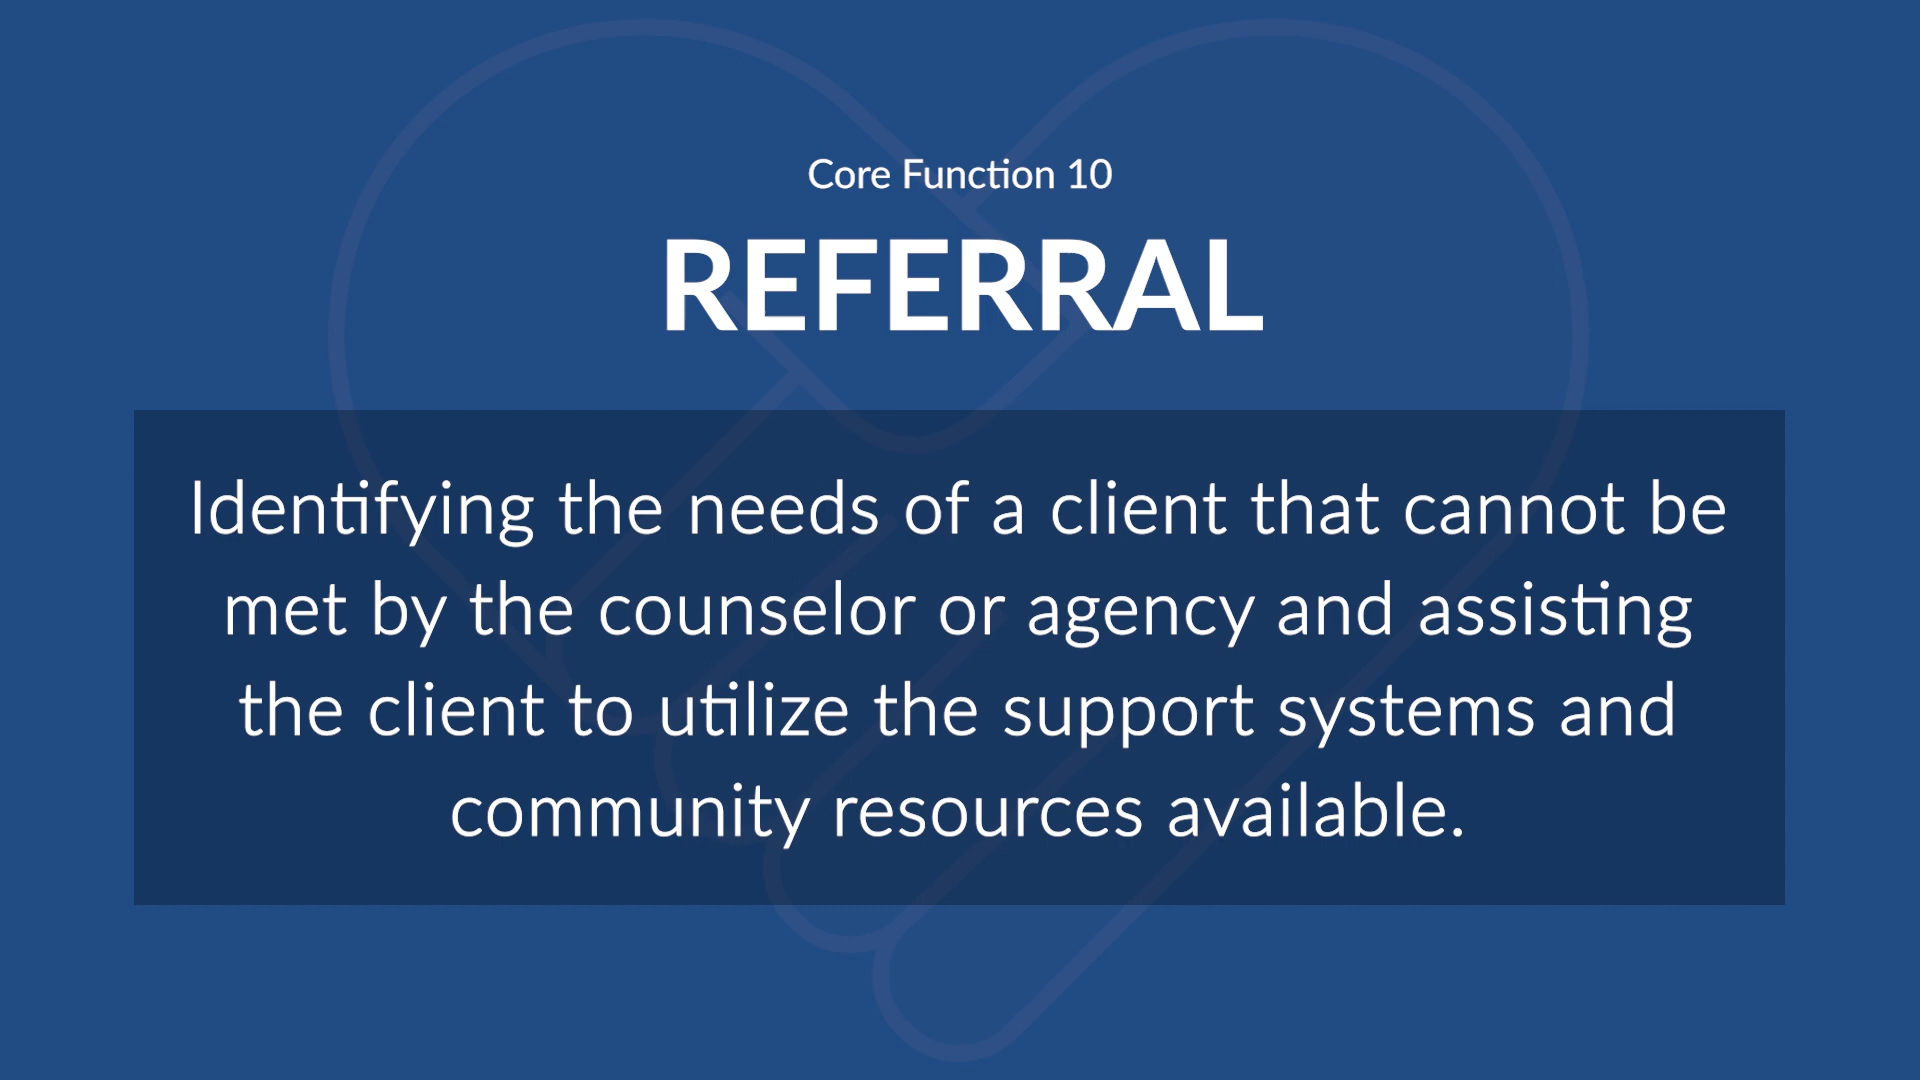 Core Function 10
REFERRAL
Identifying the needs of a client that cannot be
met by the counselor or agency and assisting
the client to utilize the support systems and
community resources available.